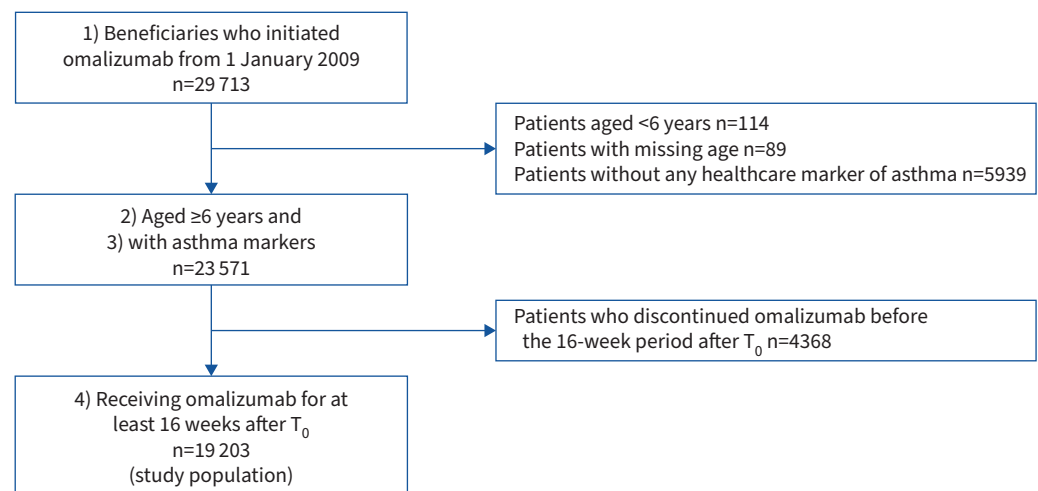 1) Beneficiaries who initiated
omalizumab from 1 January 2009
n=29 713
Patients aged <6 years n=114
Patients with missing age n=89
Patients without any healthcare marker of asthma n=5939
2) Aged ≥6 years and
3) with asthma markers
n=23 571
Patients who discontinued omalizumab before
the 16-week period after T0 n=4368
4) Receiving omalizumab for at
least 16 weeks after T0
n=19 203
(study population)